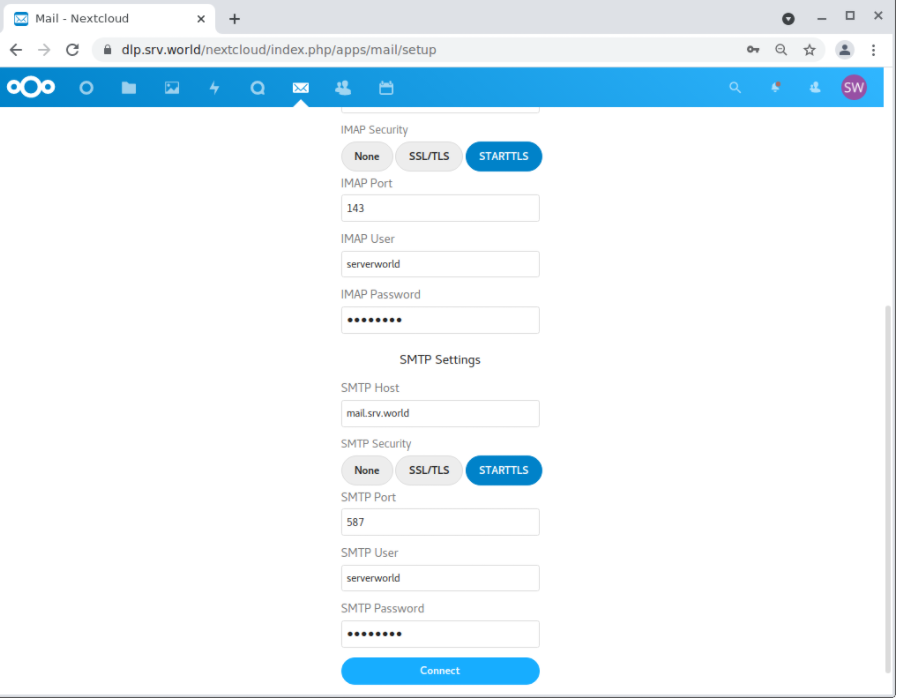 Mail - Nextcloud
dlp.srv.world/nextcloud/index.php/apps/mail/setup
SW
IMAP Security
None SSL/TLS STARTTLS
IMAP Port
143
IMAP User
serverworld
IMAP Password
••••••••
SMTP Settings
SMTP Host
mail.srv.world
SMTP Security
None SSL/TLS STARTTLS
SMTP Port
587
SMTP User
serverworld
SMTP Password
••••••••
Connect